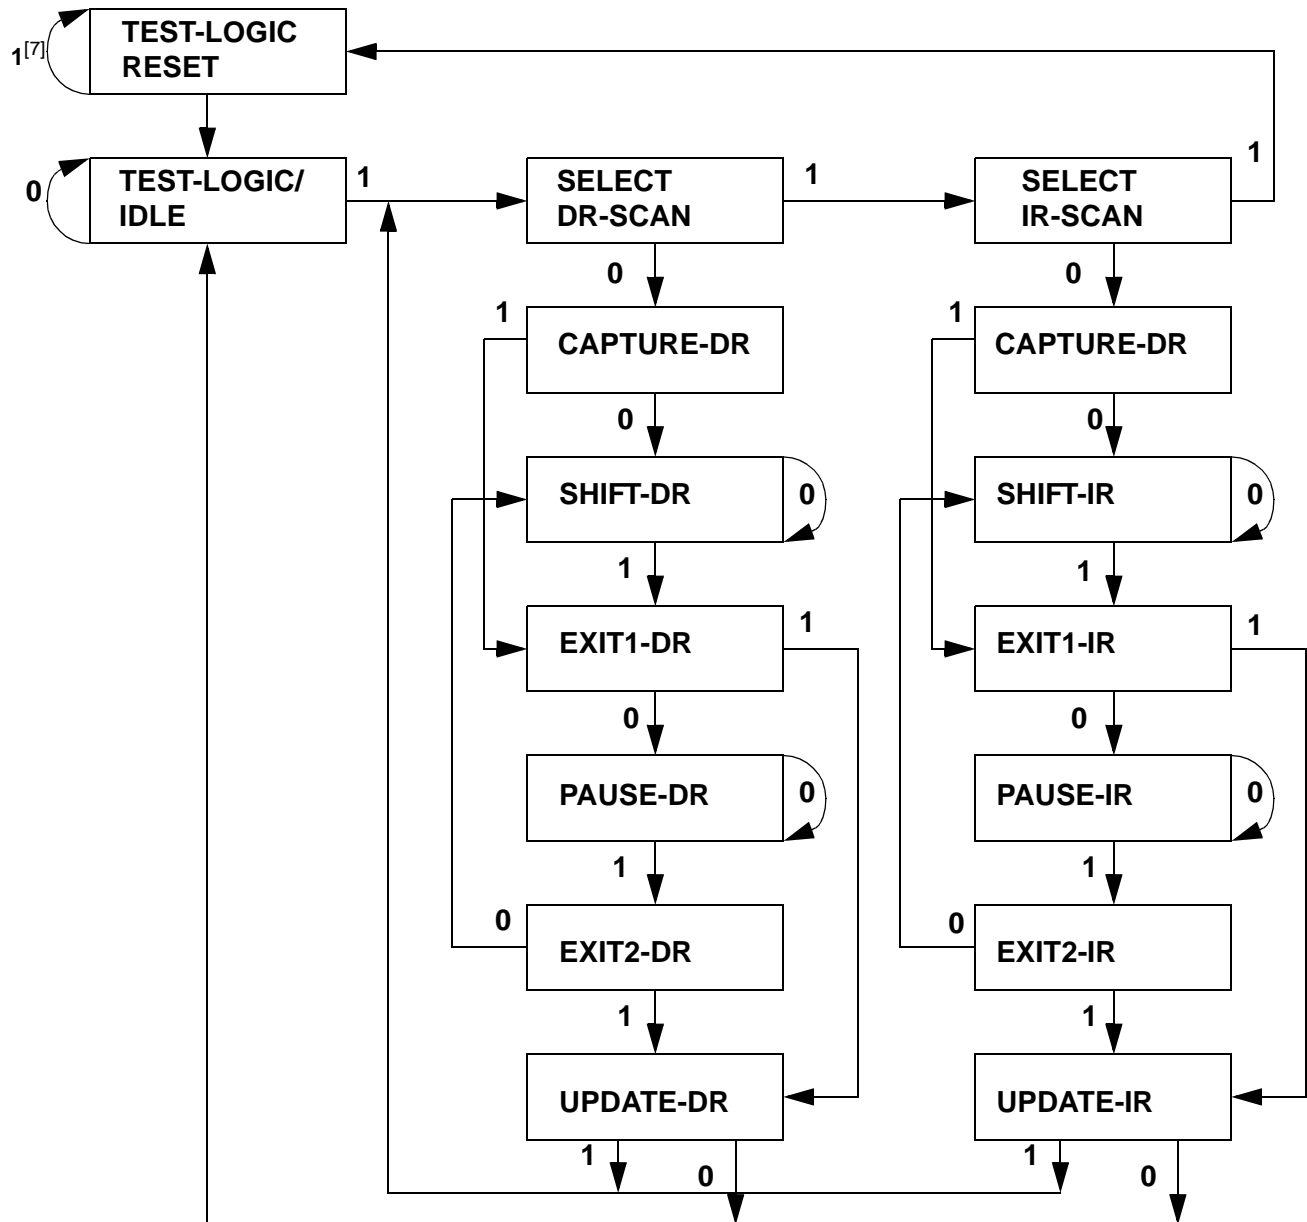 TEST-LOGIC
RESET
1[7]
TEST-LOGIC/
IDLE
0
1
SELECT
DR-SCAN
1
SELECT
IR-SCAN
1
0
0
1
CAPTURE-DR
1
CAPTURE-DR
0
0
SHIFT-DR
0
SHIFT-IR
0
1
1
EXIT1-DR
1
EXIT1-IR
1
0
0
PAUSE-DR
0
PAUSE-IR
0
1
1
0
EXIT2-DR
0
EXIT2-IR
1
1
UPDATE-DR
UPDATE-IR
1
0
1
0